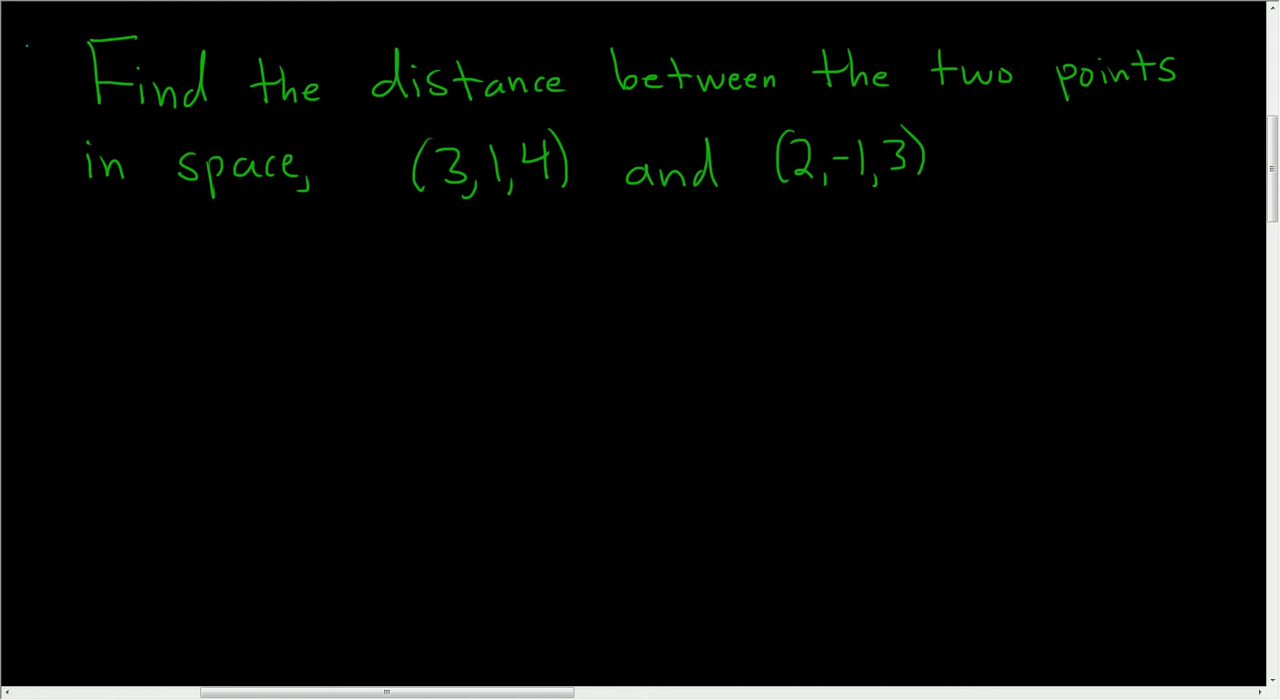 Find the distance between the two points
in space, (3,1,4) and (2,-1,3)